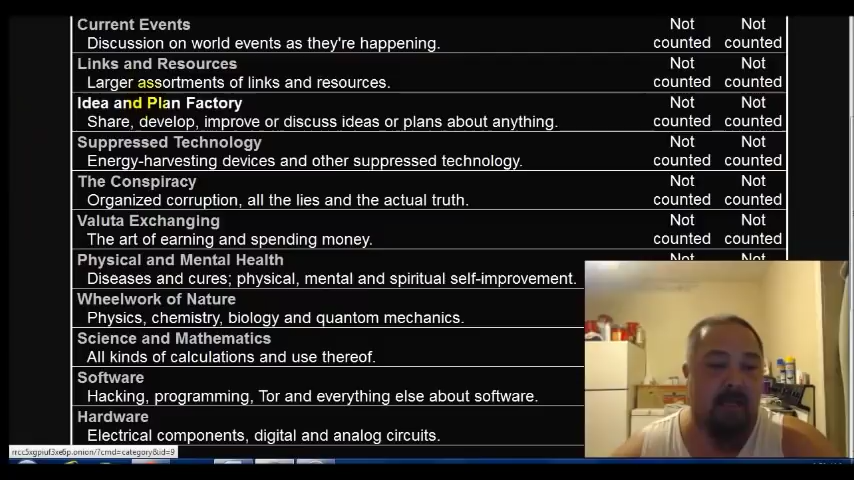 Current Events
Not Not
Discussion on world events as they're happening.
counted counted
Links and Resources
Not Not
Larger assortments of links and resources.
counted counted
Idea and Plan Factory
Not Not
Share, develop, improve or discuss ideas or plans about anything.
counted counted
Suppressed Technology
Not Not
Energy-harvesting devices and other suppressed technology.
counted counted
The Conspiracy
Not Not
Organized corruption, all the lies and the actual truth.
counted counted
Valuta Exchanging
Not Not
The art of earning and spending money.
counted counted
Physical and Mental Health
Not Not
Diseases and cures; physical, mental and spiritual self-improvement.
Wheelwork of Nature
Physics, chemistry, biology and quantom mechanics.
Science and Mathematics
All kinds of calculations and use thereof.
Software
Hacking, programming, Tor and everything else about software.
Hardware
Electrical components, digital and analog circuits.